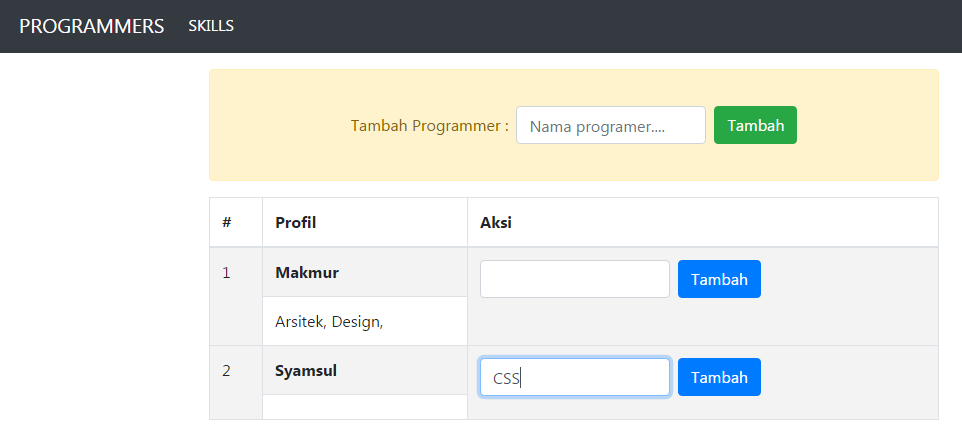 PROGRAMMERS SKILLS
Tambah Programmer : Nama programer.... Tambah
# Profil Aksi
1 Makmur Tambah
Arsitek, Design,
2 Syamsul CSS Tambah